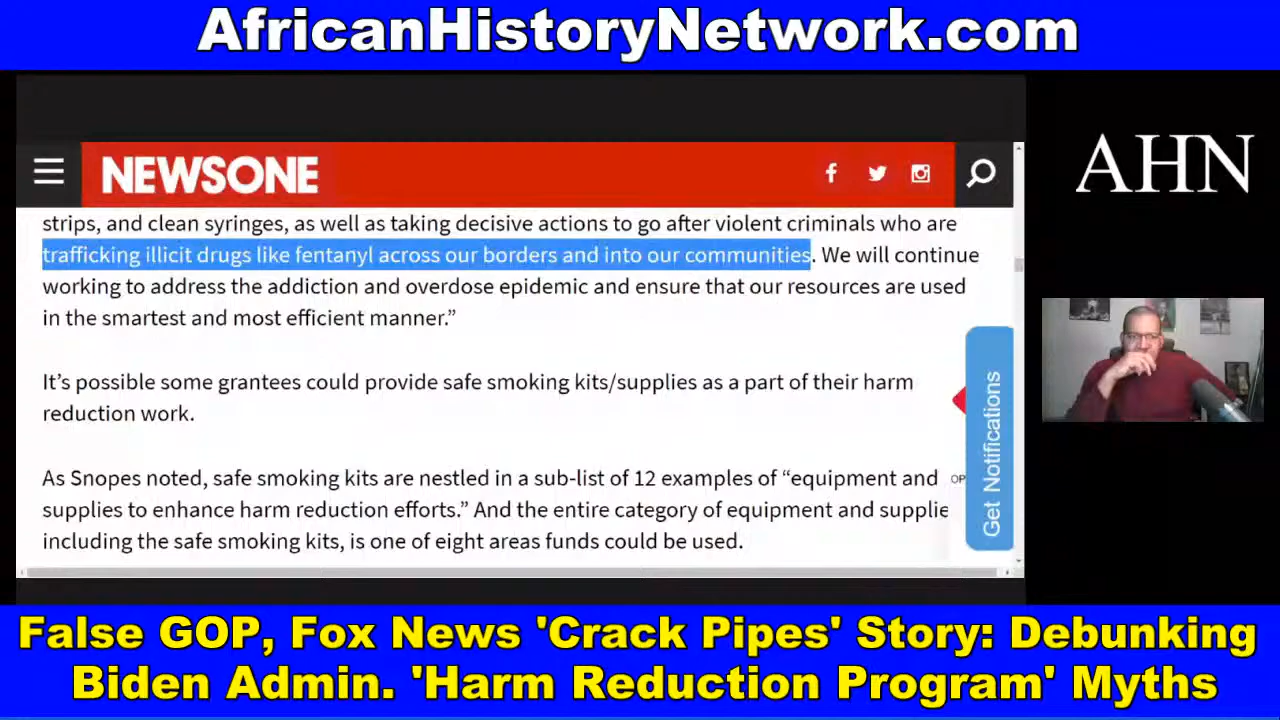 AfricanHistoryNetwork.com
NEWSONE
AHN
strips, and clean syringes, as well as taking decisive actions to go after violent criminals who are
trafficking illicit drugs like fentanyl across our borders and into our communities. We will continue
working to address the addiction and overdose epidemic and ensure that our resources are used
in the smartest and most efficient manner.”
It’s possible some grantees could provide safe smoking kits/supplies as a part of their harm
reduction work.
As Snopes noted, safe smoking kits are nestled in a sub-list of 12 examples of “equipment and
supplies to enhance harm reduction efforts.” And the entire category of equipment and supplie
including the safe smoking kits, is one of eight areas funds could be used.
OP
Get Notifications
False GOP, Fox News 'Crack Pipes' Story: Debunking
Biden Admin. 'Harm Reduction Program' Myths